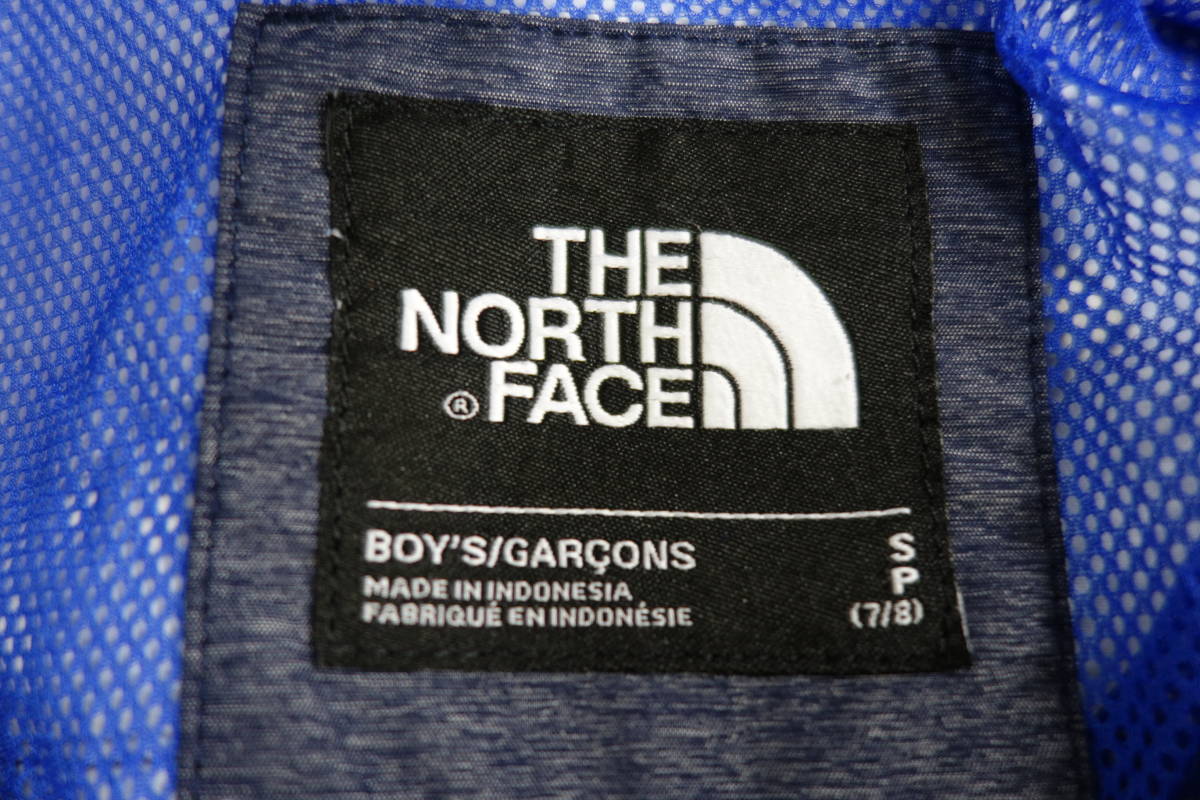 THE
NORTH
® FACE
BOY'S/GARÇONS S
MADE IN INDONESIA P
FABRIQUÉ EN INDONÉSIE (7/8)